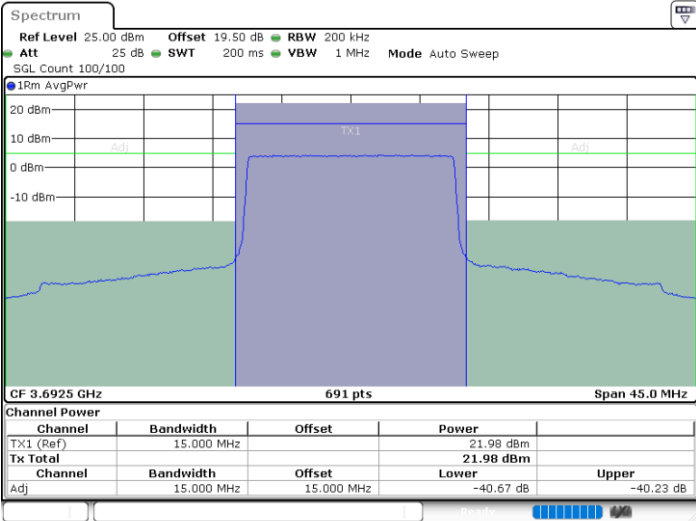 Spectrum
Ref Level 25.00 dBm Offset 19.50 dB RBW 200 kHz
Att 25 dB SWT 200 ms VBW 1 MHz Mode Auto Sweep
SGL Count 100/100
1Rm AvgPwr
20 dBm
TX1
10 dBm
Adj Adj
0 dBm
-10 dBm
CF 3.6925 GHz 691 pts Span 45.0 MHz
Channel Power
Channel Bandwidth Offset Power
TX1 (Ref) 15.000 MHz 21.98 dBm
Tx Total 21.98 dBm
Channel Bandwidth Offset Lower Upper
Adj 15.000 MHz 15.000 MHz -40.67 dB -40.23 dB
Ready